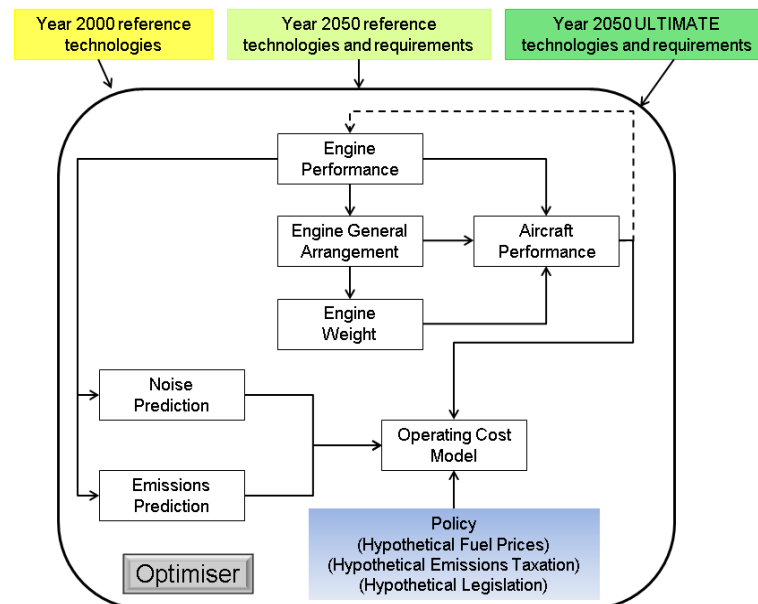 Year 2000 reference
technologies
Year 2050 reference
technologies and requirements
Year 2050 ULTIMATE
technologies and requirements
Engine
Performance
Engine General
Arrangement
Aircraft
Performance
Engine
Weight
Noise
Prediction
Operating Cost
Model
Emissions
Prediction
Policy
(Hypothetical Fuel Prices)
(Hypothetical Emissions Taxation)
(Hypothetical Legislation)
Optimiser